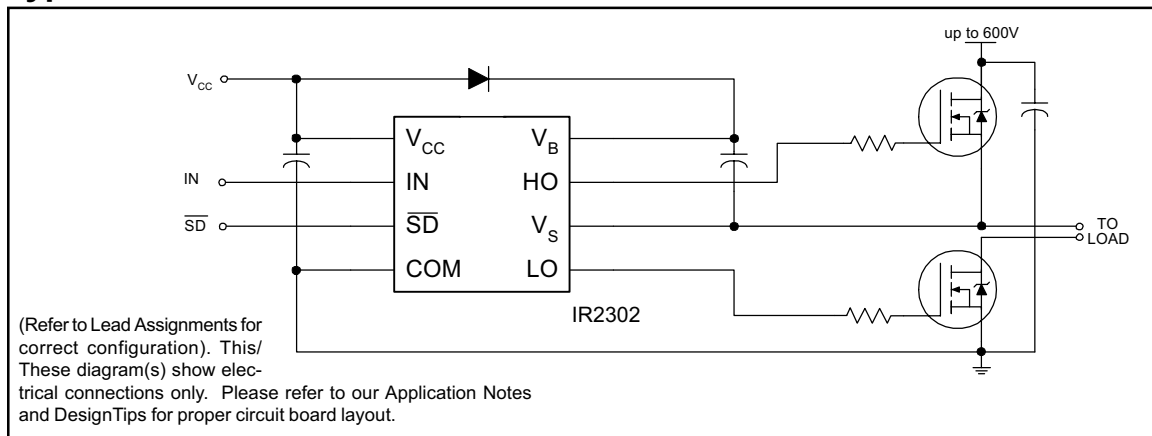 up to 600V
VCC
VCC
VB
IN
IN
HO
SD
SD
VS
TO
LOAD
COM
LO
IR2302
(Refer to Lead Assignments for
correct configuration). This/
These diagram(s) show elec-
trical connections only. Please refer to our Application Notes
and DesignTips for proper circuit board layout.